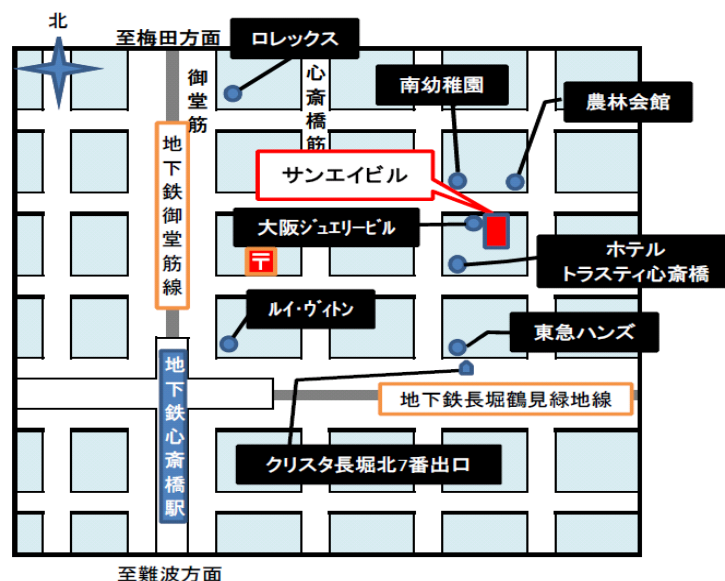 北
至梅田方面
ロレックス
御堂筋
心斎橋筋
南幼稚園
農林会館
地下鉄御堂筋線
サンエイビル
大阪ｼﾞｭｴﾘｰﾋﾞﾙ
〒
ホテル
トラスティ心斎橋
ﾙｲ･ｳﾞｨﾄﾝ
東急ハンズ
地下鉄心斎橋駅
地下鉄長堀鶴見緑地線
クリスタ長堀北7番出口
至難波方面